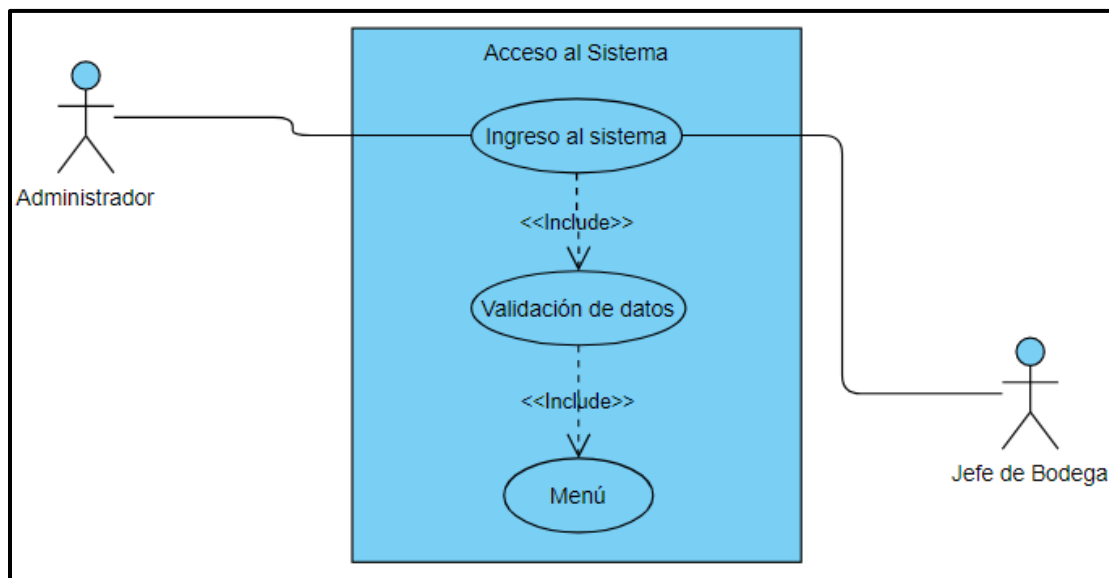 Acceso al Sistema
Ingreso al sistema
Administrador
<<Include>>
Validación de datos
<<Include>>
Jefe de Bodega
Menú